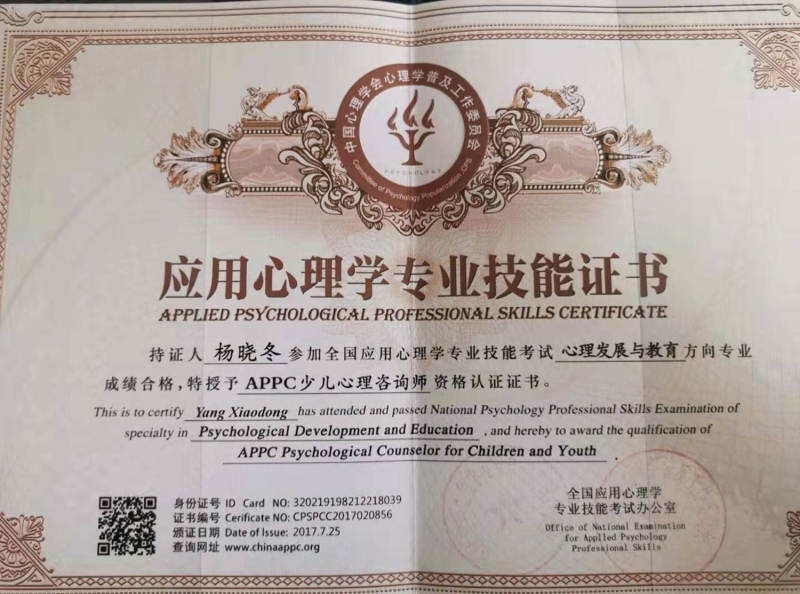 中国心理学会心理学普及工作委员会
PSYCHOLOGY
Committee of Psychology Popularization ,CPS
应用心理学专业技能证书
APPLIED PSYCHOLOGICAL PROFESSIONAL SKILLS CERTIFICATE
持证人 杨晓冬 参加全国应用心理学专业技能考试 心理发展与教育 方向专业
成绩合格，特授予 APPC少儿心理咨询师 资格认证证书。
This is to certify Yang Xiaodong has attended and passed National Psychology Professional Skills Examination of
specialty in Psychological Development and Education , and hereby to award the qualification of
APPC Psychological Counselor for Children and Youth .
身份证号 ID Card NO: 320219198212218039
证书编号 Cerificate NO: CPSPCC2017020856
颁证日期 Date of Issue: 2017.7.25
查询网址 www.chinaappc.org
全国应用心理学
专业技能考试办公室
Office of National Examination
for Appllied Psychology
Professional Skills